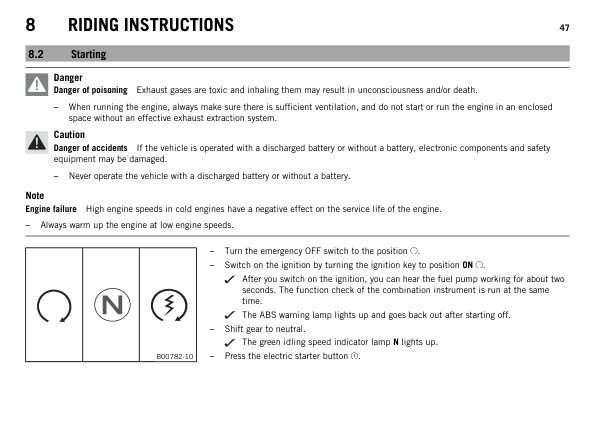 8 RIDING INSTRUCTIONS 47
8.2 Starting
Danger
Danger of poisoning Exhaust gases are toxic and inhaling them may result in unconsciousness and/or death.
– When running the engine, always make sure there is sufficient ventilation, and do not start or run the engine in an enclosed
space without an effective exhaust extraction system.
Caution
Danger of accidents If the vehicle is operated with a discharged battery or without a battery, electronic components and safety
equipment may be damaged.
– Never operate the vehicle with a discharged battery or without a battery.
Note
Engine failure High engine speeds in cold engines have a negative effect on the service life of the engine.
– Always warm up the engine at low engine speeds.
N
B00782-10
– Turn the emergency OFF switch to the position .
– Switch on the ignition by turning the ignition key to position ON .
✓ After you switch on the ignition, you can hear the fuel pump working for about two
seconds. The function check of the combination instrument is run at the same
time.
✓ The ABS warning lamp lights up and goes back out after starting off.
– Shift gear to neutral.
✓ The green idling speed indicator lamp N lights up.
– Press the electric starter button .